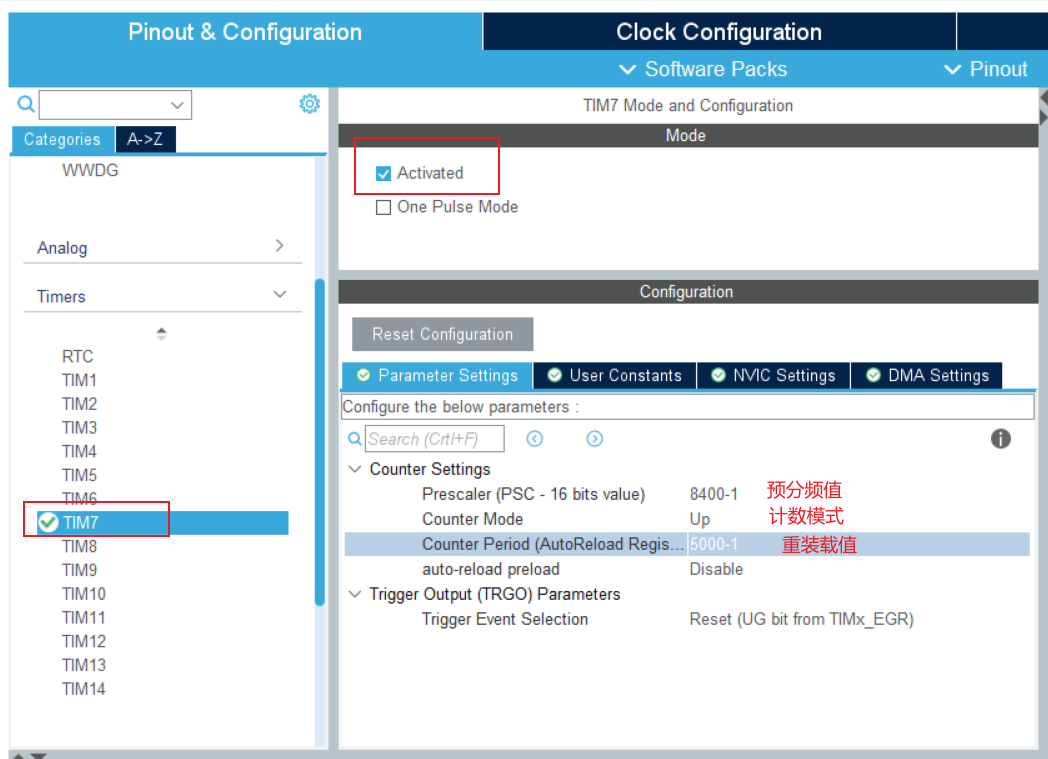 Pinout & Configuration
Clock Configuration
Software Packs
Pinout
Categories
A->Z
WWDG
Analog
Timers
RTC
TIM1
TIM2
TIM3
TIM4
TIM5
TIM6
TIM7
TIM8
TIM9
TIM10
TIM11
TIM12
TIM13
TIM14
TIM7 Mode and Configuration
Mode
Activated
One Pulse Mode
Configuration
Reset Configuration
Parameter Settings
User Constants
NVIC Settings
DMA Settings
Configure the below parameters :
Search (Crtl+F)
Counter Settings
Prescaler (PSC - 16 bits value) 8400-1 预分频值
Counter Mode Up 计数模式
Counter Period (AutoReload Regis... 5000-1 重装载值
auto-reload preload Disable
Trigger Output (TRGO) Parameters
Trigger Event Selection Reset (UG bit from TIMx_EGR)